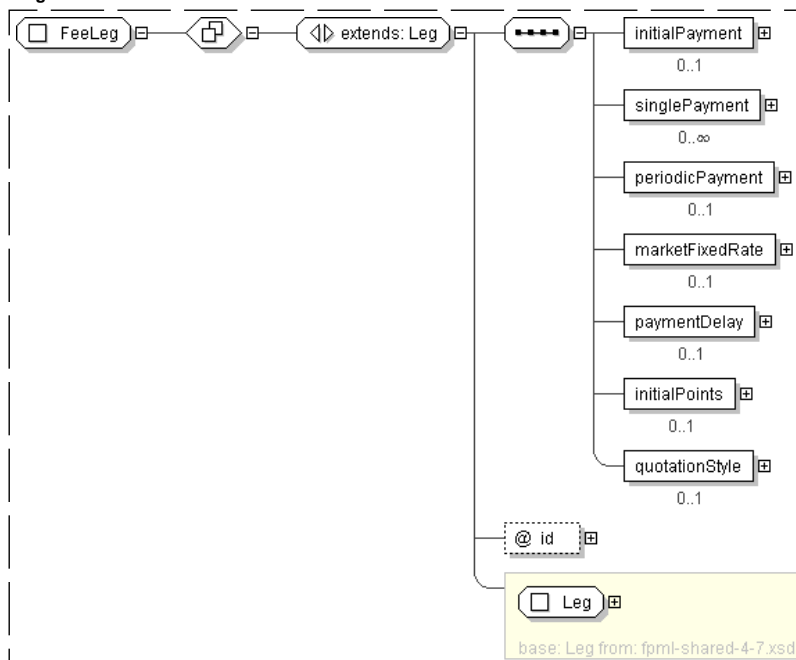 FeeLeg
extends: Leg
initialPayment
0..1
singlePayment
0..∞
periodicPayment
0..1
marketFixedRate
0..1
paymentDelay
0..1
initialPoints
0..1
quotationStyle
0..1
@ id
Leg
base: Leg from: fpml-shared-4-7.xsd